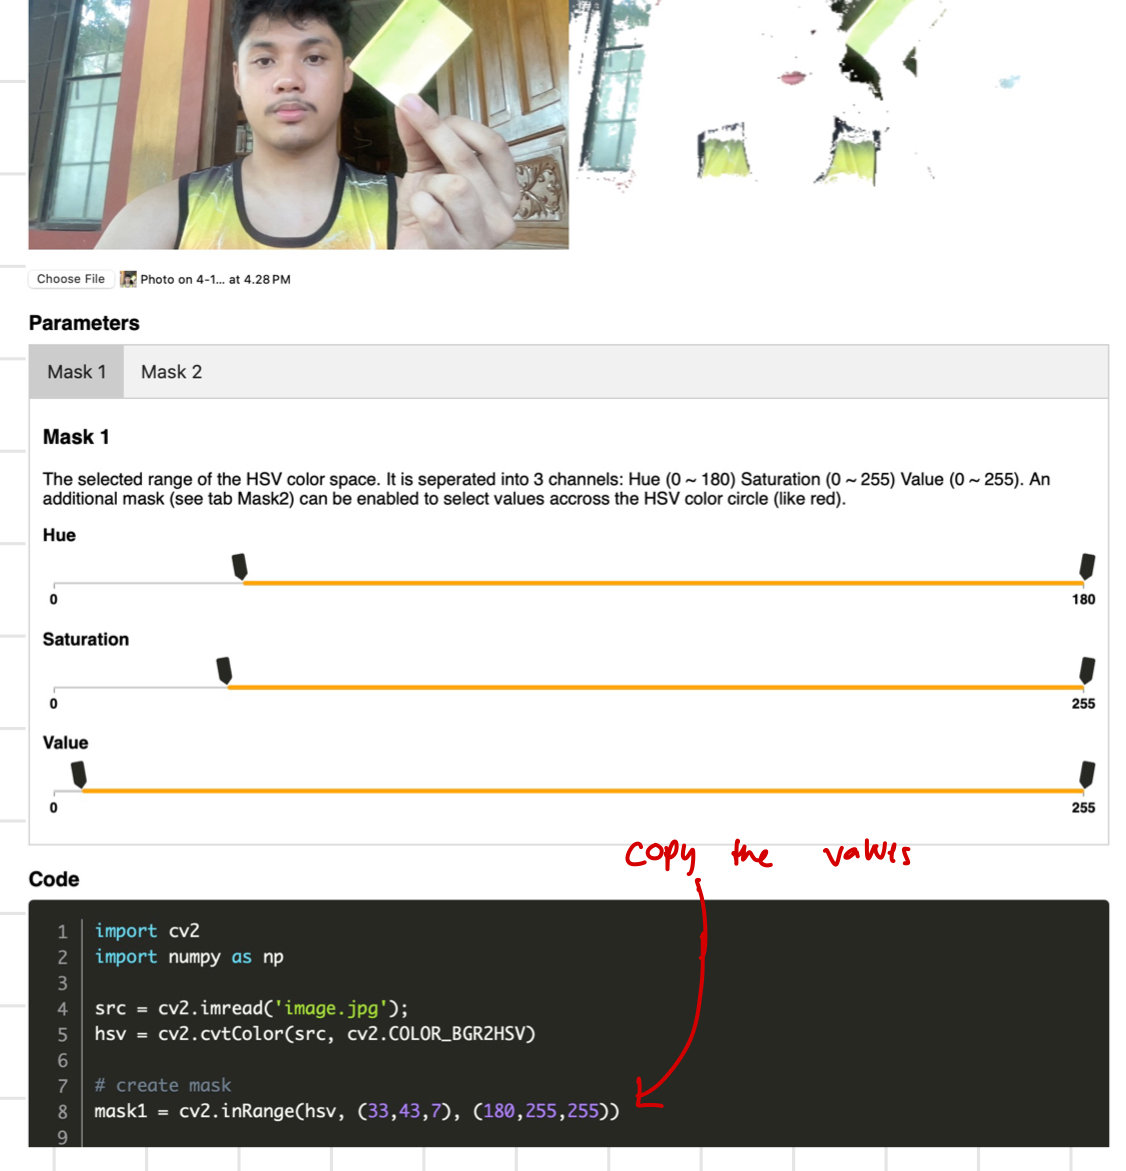 Choose File Photo on 4-1... at 4.28 PM
Parameters
Mask 1 Mask 2
Mask 1
The selected range of the HSV color space. It is seperated into 3 channels: Hue (0 ~ 180) Saturation (0 ~ 255) Value (0 ~ 255). An
additional mask (see tab Mask2) can be enabled to select values accross the HSV color circle (like red).
Hue
0 180
Saturation
0 255
Value
0 255
copy the values
Code
1 import cv2
2 import numpy as np
3
4 src = cv2.imread('image.jpg');
5 hsv = cv2.cvtColor(src, cv2.COLOR_BGR2HSV)
6
7 # create mask
8 mask1 = cv2.inRange(hsv, (33,43,7), (180,255,255))
9